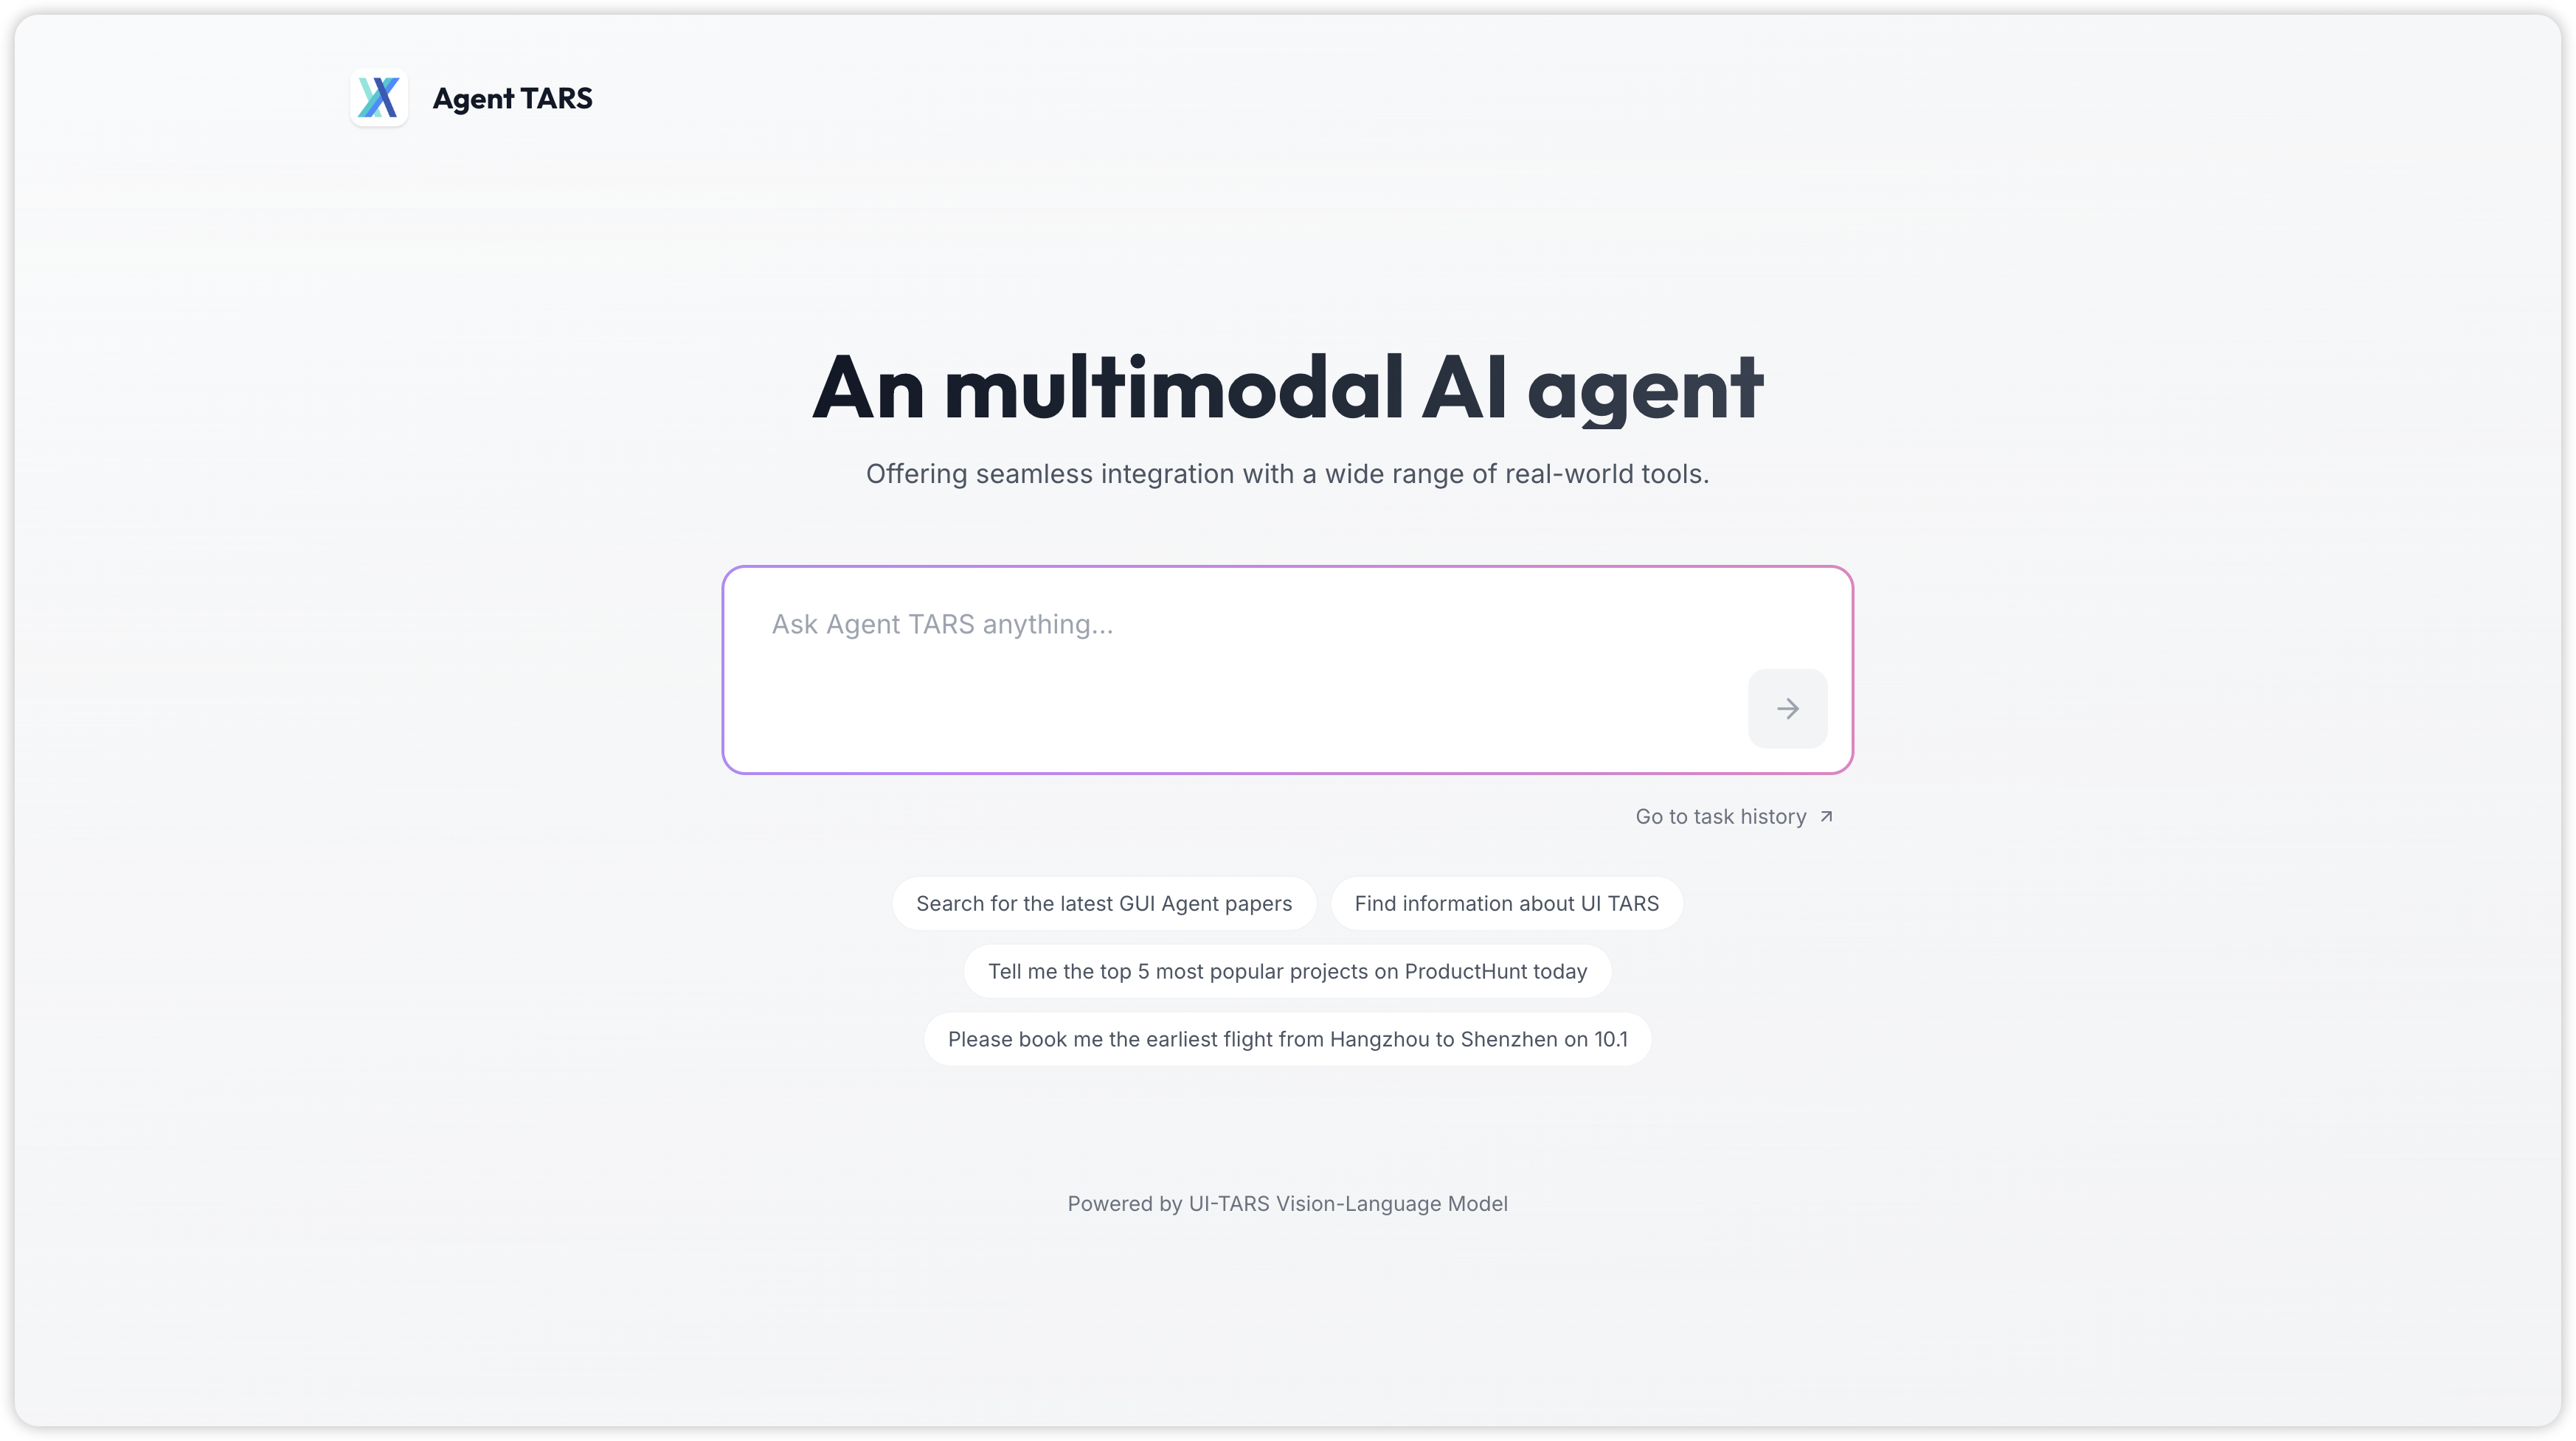 Agent TARS
An multimodal AI agent
Offering seamless integration with a wide range of real-world tools.
Ask Agent TARS anything...
Go to task history
Search for the latest GUI Agent papers
Find information about UI TARS
Tell me the top 5 most popular projects on ProductHunt today
Please book me the earliest flight from Hangzhou to Shenzhen on 10.1
Powered by UI-TARS Vision-Language Model